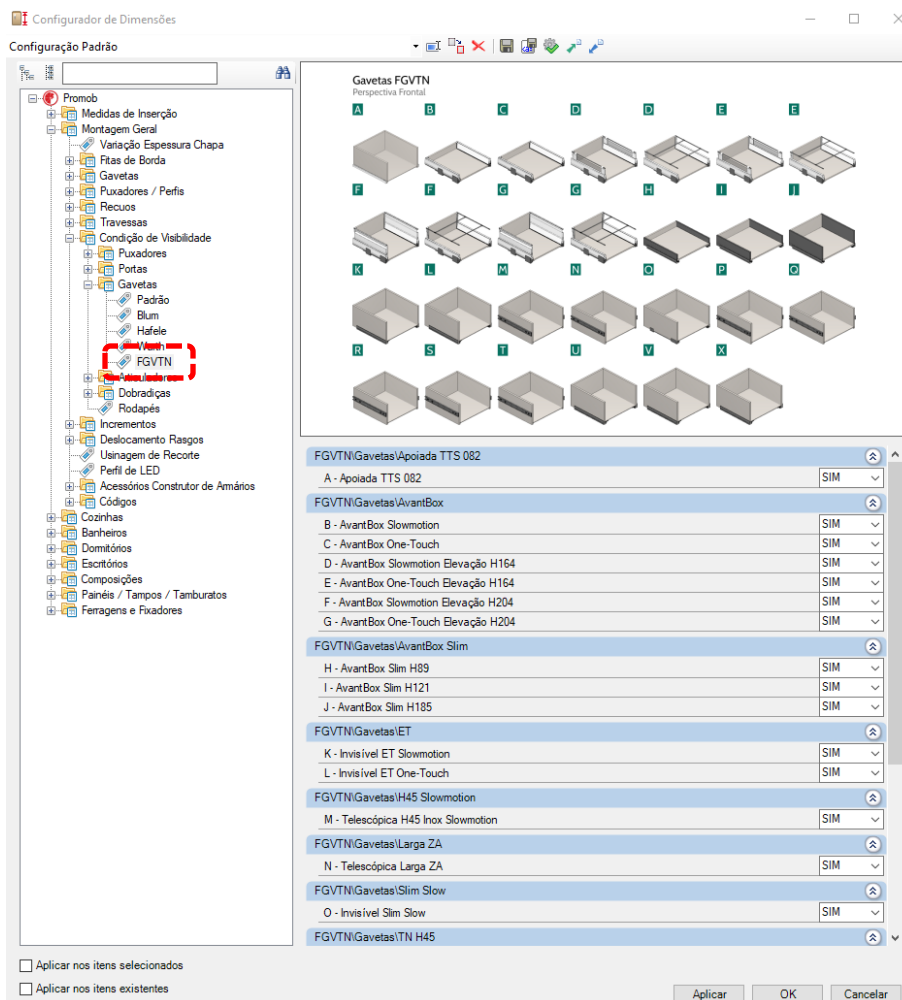 Configurador de Dimensões
Configuração Padrão
Gavetas FGVTN
Perspectiva Frontal
A B C D D E E
F F G G H I J
K L M N O P Q
R S T U V X
Promob
Medidas de Inserção
Montagem Geral
Variação Espessura Chapa
Fitas de Borda
Gavetas
Puxadores / Perfis
Recuos
Travessas
Condição de Visibilidade
Puxadores
Portas
Gavetas
Padrão
Blum
Hafele
Wurth
FGVTN
Articuladores
Dobradiças
Rodapés
Incrementos
Deslocamento Rasgos
Usinagem de Recorte
Perfil de LED
Acessórios Construtor de Armários
Códigos
Cozinhas
Banheiros
Dormitórios
Escritórios
Composições
Painéis / Tampos / Tamburatos
Ferragens e Fixadores
FGVTN\Gavetas\Apoiada TTS 082
A - Apoiada TTS 082 SIM
FGVTN\Gavetas\AvantBox
B - AvantBox Slowmotion SIM
C - AvantBox One-Touch SIM
D - AvantBox Slowmotion Elevação H164 SIM
E - AvantBox One-Touch Elevação H164 SIM
F - AvantBox Slowmotion Elevação H204 SIM
G - AvantBox One-Touch Elevação H204 SIM
FGVTN\Gavetas\AvantBox Slim
H - AvantBox Slim H89 SIM
I - AvantBox Slim H121 SIM
J - AvantBox Slim H185 SIM
FGVTN\Gavetas\ET
K - Invisível ET Slowmotion SIM
L - Invisível ET One-Touch SIM
FGVTN\Gavetas\H45 Slowmotion
M - Telescópica H45 Inox Slowmotion SIM
FGVTN\Gavetas\Larga ZA
N - Telescópica Larga ZA SIM
FGVTN\Gavetas\Slim Slow
O - Invisível Slim Slow SIM
FGVTN\Gavetas\TN H45
Aplicar nos itens selecionados
Aplicar nos itens existentes
Aplicar OK Cancelar